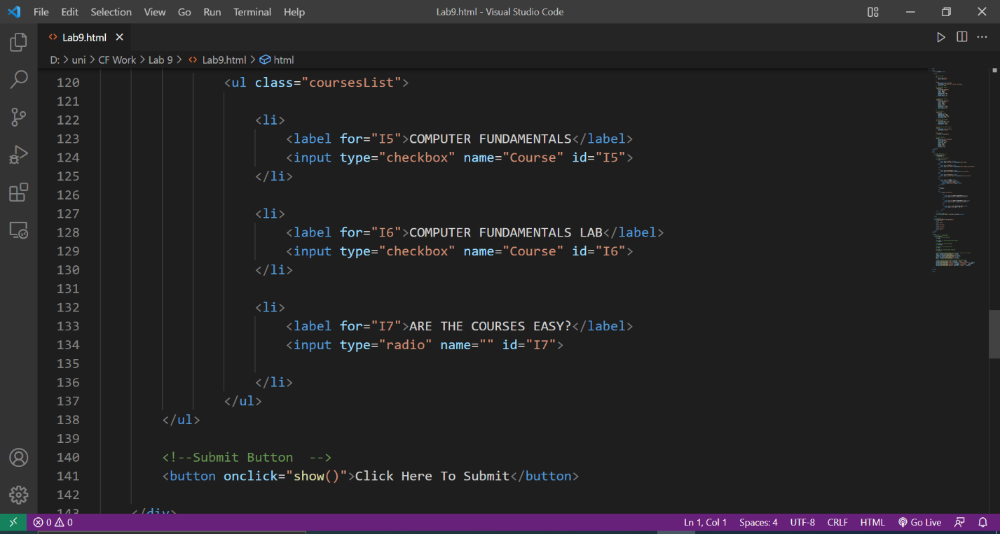 File Edit Selection View Go Run Terminal Help Lab9.html - Visual Studio Code
<> Lab9.html ×
D: > uni > CF Work > Lab 9 > <> Lab9.html > html
120 <ul class="coursesList">
121
122 <li>
123 <label for="I5">COMPUTER FUNDAMENTALS</label>
124 <input type="checkbox" name="Course" id="I5">
125 </li>
126
127 <li>
128 <label for="I6">COMPUTER FUNDAMENTALS LAB</label>
129 <input type="checkbox" name="Course" id="I6">
130 </li>
131
132 <li>
133 <label for="I7">ARE THE COURSES EASY?</label>
134 <input type="radio" name="" id="I7">
135
136 </li>
137 </ul>
138 </ul>
139
140 <!--Submit Button  -->
141 <button onclick="show()">Click Here To Submit</button>
142
143 </div>
0 0 Ln 1, Col 1 Spaces: 4 UTF-8 CRLF HTML Go Live